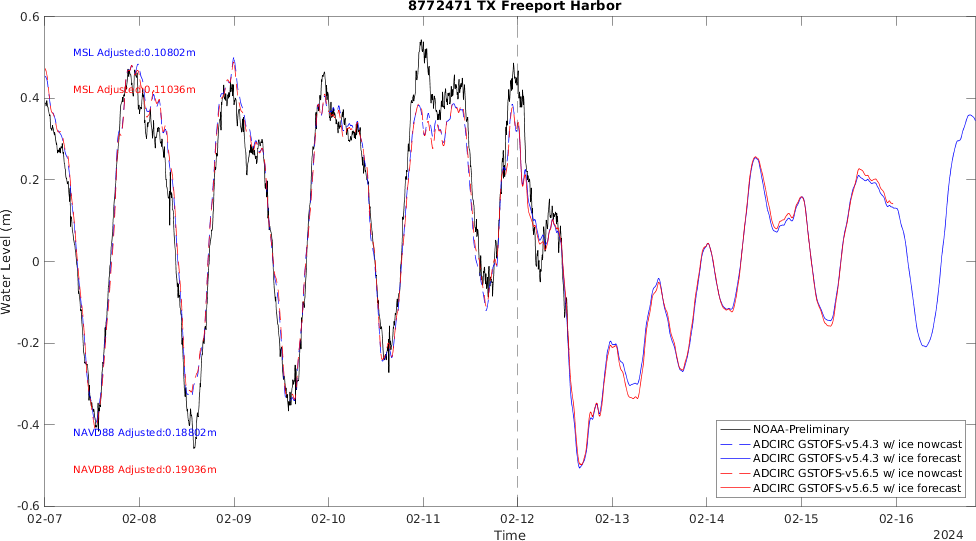 8772471 TX Freeport Harbor
0.6
MSL Adjusted:0.10802m
MSL Adjusted:0.11036m
0.4
0.2
0
-0.2
-0.4
-0.6
Water Level (m)
NAVD88 Adjusted:0.18802m
NAVD88 Adjusted:0.19036m
NOAA-Preliminary
ADCIRC GSTOFS-v5.4.3 w/ ice nowcast
ADCIRC GSTOFS-v5.4.3 w/ ice forecast
ADCIRC GSTOFS-v5.6.5 w/ ice nowcast
ADCIRC GSTOFS-v5.6.5 w/ ice forecast
02-07 02-08 02-09 02-10 02-11 02-12 02-13 02-14 02-15 02-16
Time
2024